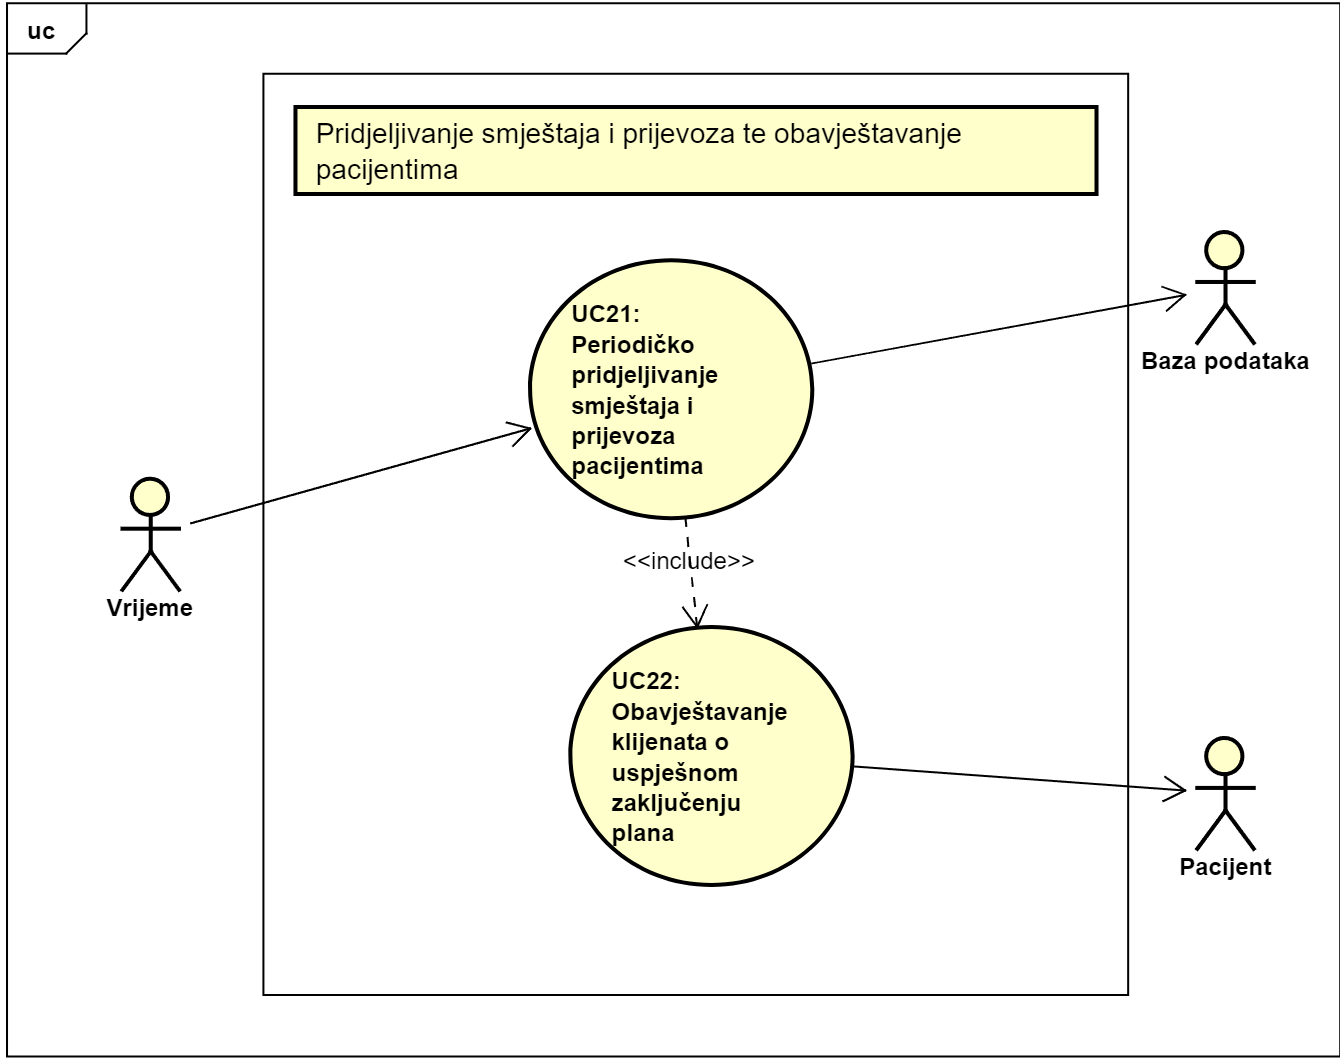 uc
Pridjeljivanje smještaja i prijevoza te obavještavanje
pacijentima
UC21:
Periodičko
pridjeljivanje
smještaja i
prijevoza
pacijentima
Baza podataka
Vrijeme
<<include>>
UC22:
Obavještavanje
klijenata o
uspješnom
zaključenju
plana
Pacijent